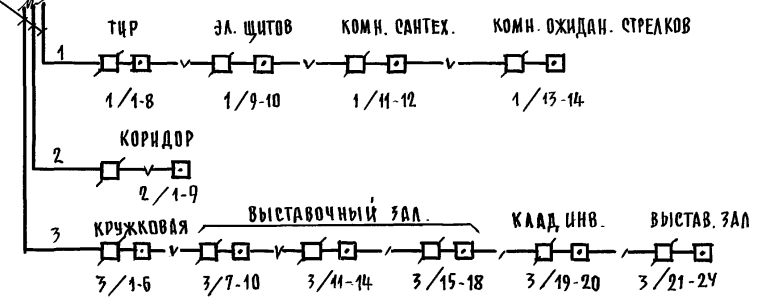 ТИР ЭЛ. ЩИТОВ КОМН. САНТЕХ. КОМН. ОЖИДАН. СТРЕЛКОВ
1
1/1-8 1/9-10 1/11-12 1/13-14
КОРИДОР
2
2/1-9
КРУЖКОВАЯ ВЫСТАВОЧНЫЙ ЗАЛ. КЛАД. ИНВ. ВЫСТАВ. ЗАЛ
3
3/1-6 3/7-10 3/11-14 3/15-18 3/19-20 3/21-24